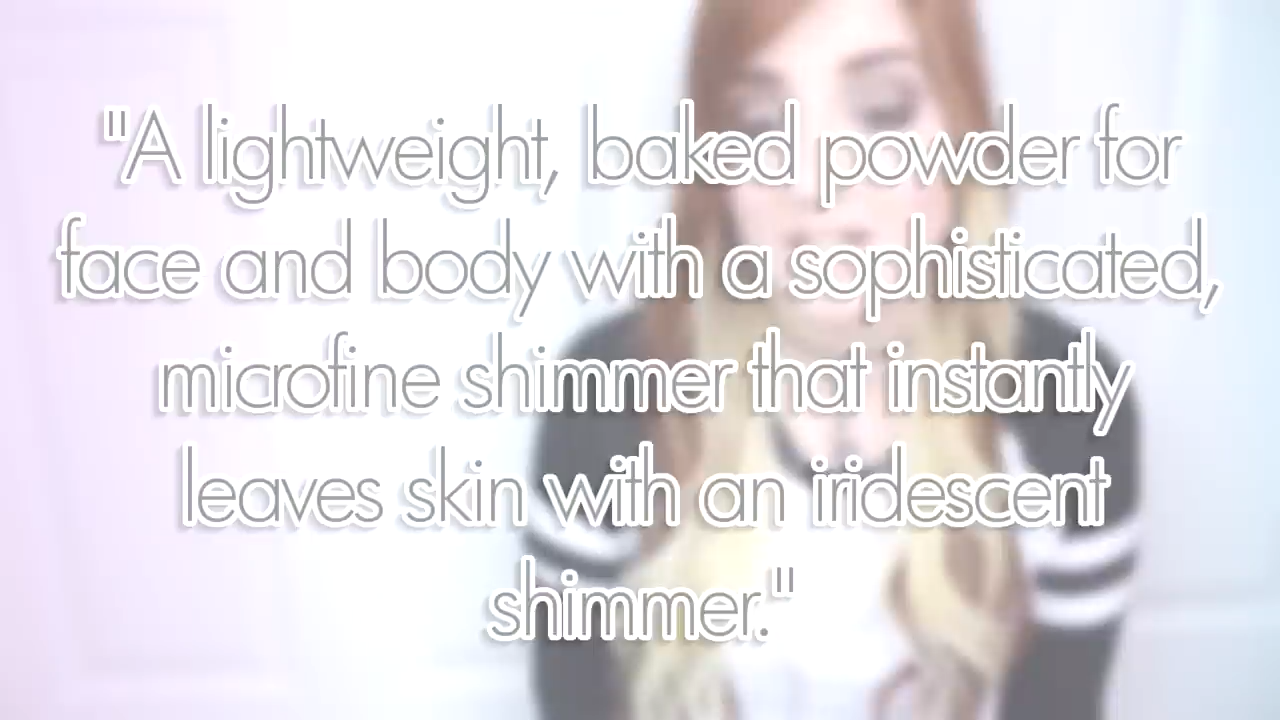 "A lightweight, baked powder for
face and body with a sophisticated,
microfine shimmer that instantly
leaves skin with an iridescent
shimmer."